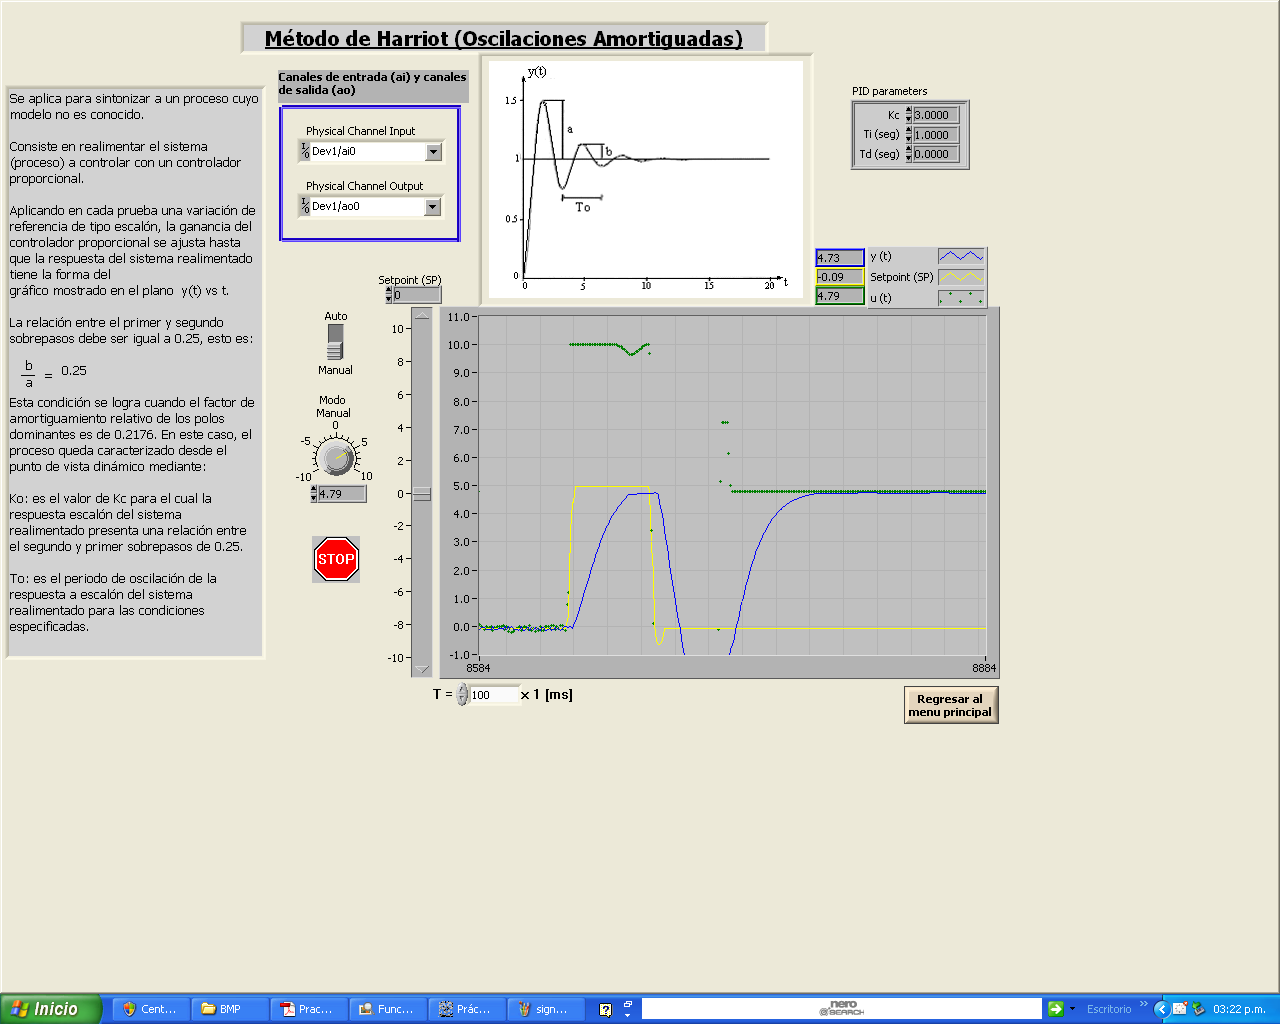 Método de Harriot (Oscilaciones Amortiguadas)
Se aplica para sintonizar a un proceso cuyo
modelo no es conocido.
Consiste en realimentar el sistema
(proceso) a controlar con un controlador
proporcional.
Aplicando en cada prueba una variación de
referencia de tipo escalón, la ganancia del
controlador proporcional se ajusta hasta
que la respuesta del sistema realimentado
tiene la forma del
gráfico mostrado en el plano y(t) vs t.
La relación entre el primer y segundo
sobrepasos debe ser igual a 0.25, esto es:
b
a
= 0.25
Esta condición se logra cuando el factor de
amortiguamiento relativo de los polos
dominantes es de 0.2176. En este caso, el
proceso queda caracterizado desde el
punto de vista dinámico mediante:
Ko: es el valor de Kc para el cual la
respuesta escalón del sistema
realimentado presenta una relación entre
el segundo y primer sobrepasos de 0.25.
To: es el periodo de oscilación de la
respuesta a escalón del sistema
realimentado para las condiciones
especificadas.
Canales de entrada (ai) y canales
de salida (ao)
Physical Channel Input
I/0 Dev1/ai0
Physical Channel Output
I/0 Dev1/ao0
y(t)
1.5
a
b
1
To
0.5
0
0 5 10 15 20 t
PID parameters
Kc 3.0000
Ti (seg) 1.0000
Td (seg) 0.0000
4.73 y (t)
-0.09 Setpoint (SP)
4.79 u (t)
Setpoint (SP)
0
Auto
Manual
Modo
Manual
0
-5 5
-10 10
4.79
STOP
10
8
6
4
2
0
-2
-4
-6
-8
-10
11.0
10.0
9.0
8.0
7.0
6.0
5.0
4.0
3.0
2.0
1.0
0.0
-1.0
8584 8884
T = 100 x 1 [ms]
Regresar al
menu principal
Inicio Cent... BMP Prac... Func... Prác... sign... ? nero SEARCH Escritorio » 03:22 p.m.